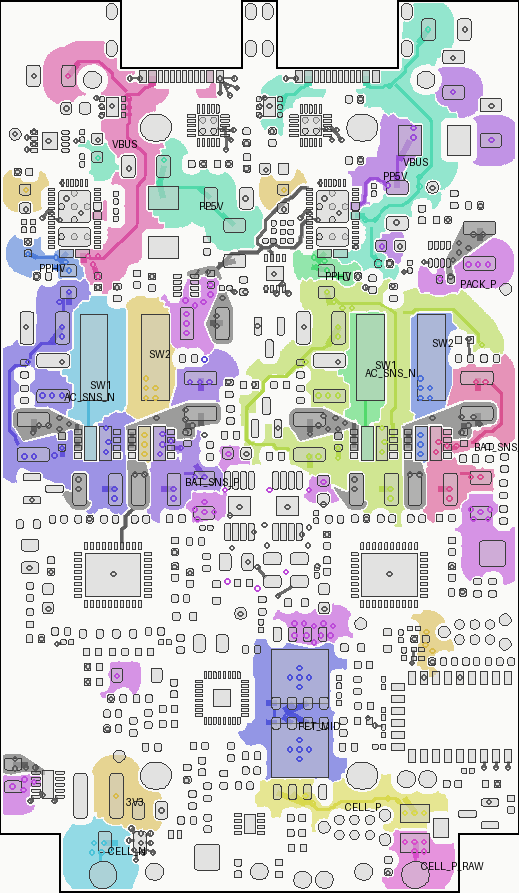 VBUS
VBUS
PP5V
PP5V
PPHV
PPHV
PACK_P
SW2
SW2
SW1
AC_SNS_N
SW1
AC_SNS_N
BAT_SNS
BAT_SNS_P
FET_MID
3V3
CELL_P
CELL_N
CELL_P_RAW